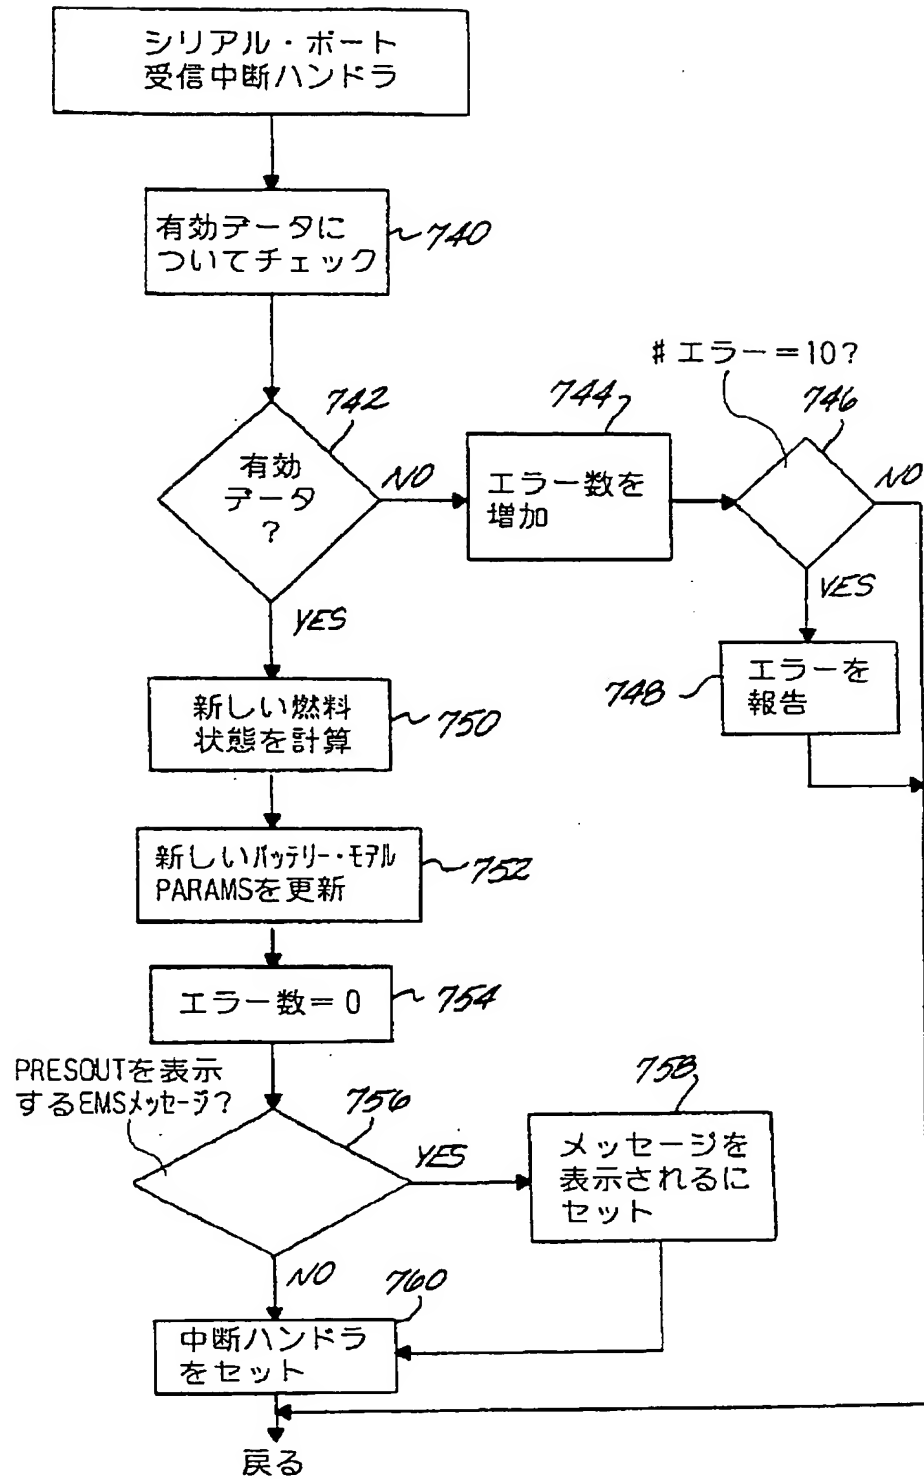 シリアル・ポート
受信中断ハンドラ
有効データに
ついてチェック
740
742
有効
データ
?
NO
YES
744
エラー数を
増加
#エラー=10?
746
NO
YES
748
エラーを
報告
新しい燃料
状態を計算
750
新しいバッテリー・モデル
PARAMSを更新
752
エラー数=0
754
PRESOUTを表示
するEMSメッセージ?
756
YES
NO
758
メッセージを
表示されるに
セット
760
中断ハンドラ
をセット
戻る